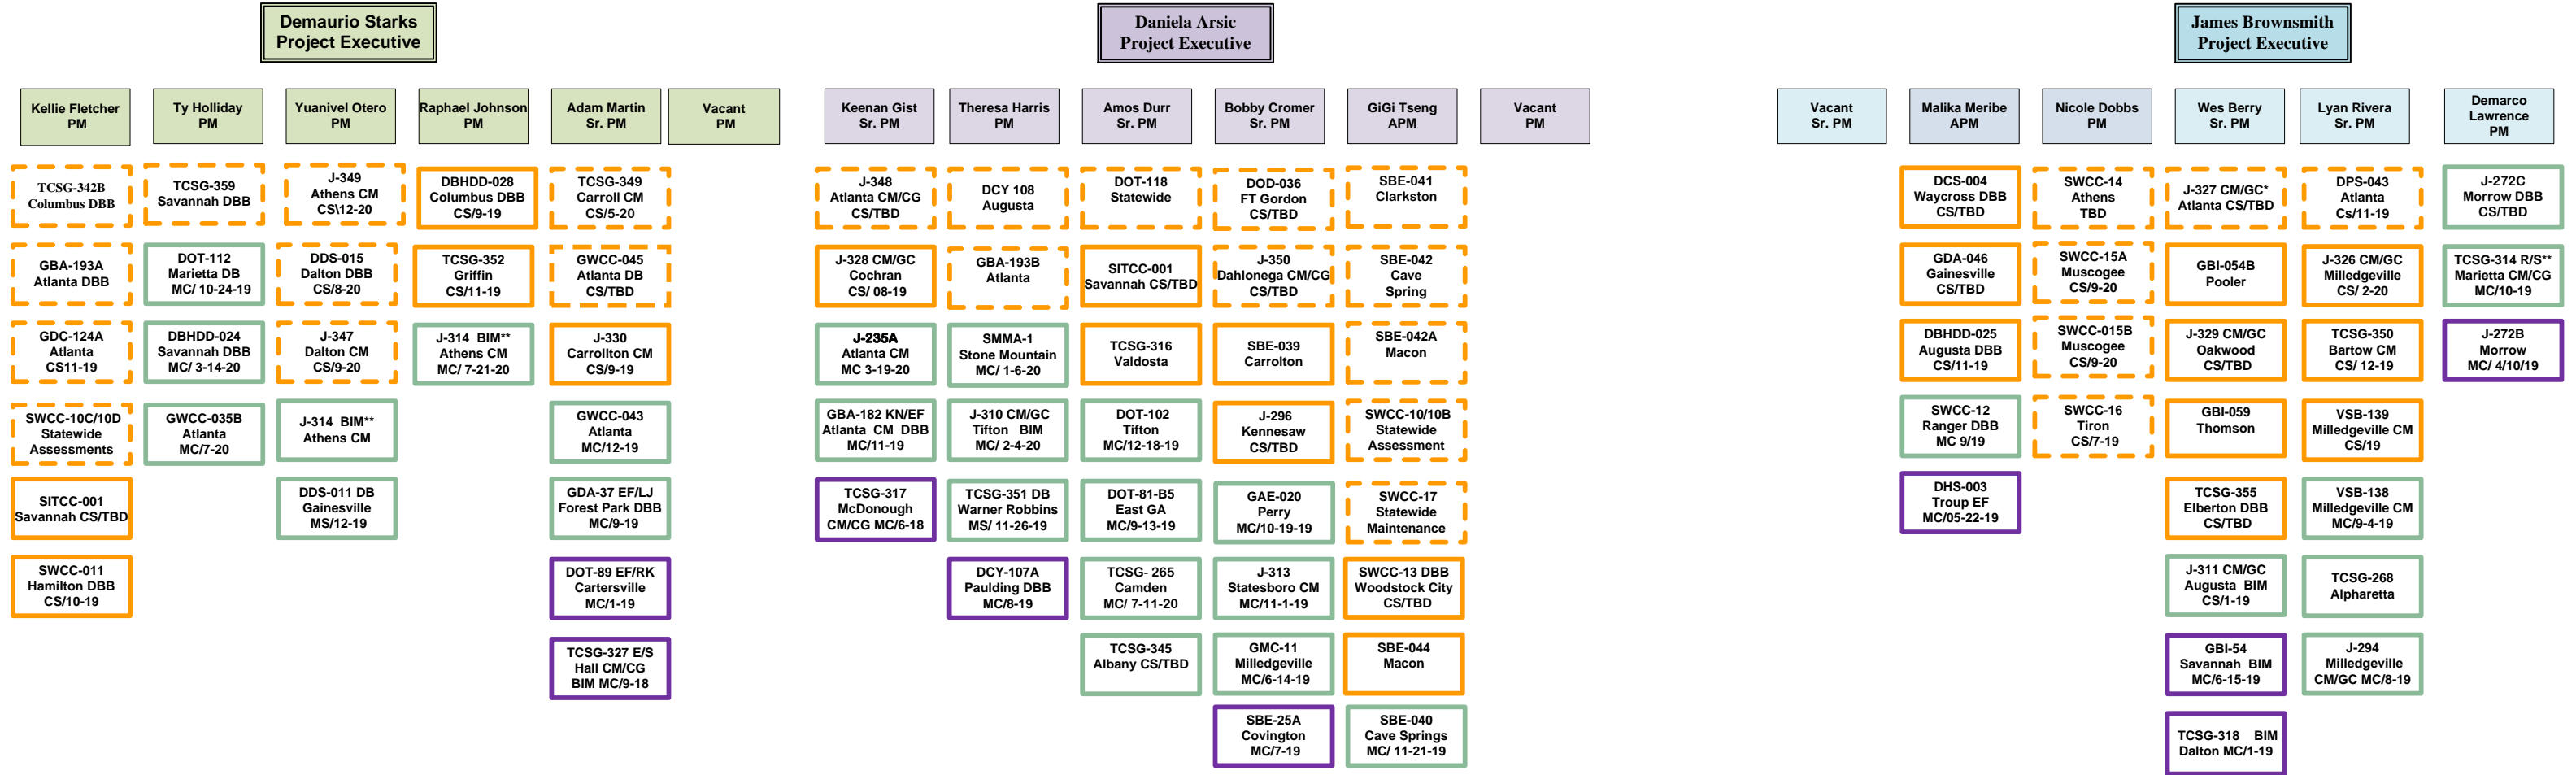 Demaurio Starks
Project Executive
Daniela Arsic
Project Executive
James Brownsmith
Project Executive
Kellie Fletcher
PM
Ty Holliday
PM
Yuanivel Otero
PM
Raphael Johnson
PM
Adam Martin
Sr. PM
Vacant
PM
Keenan Gist
Sr. PM
Theresa Harris
PM
Amos Durr
Sr. PM
Bobby Cromer
Sr. PM
GiGi Tseng
APM
Vacant
PM
Vacant
Sr. PM
Malika Meribe
APM
Nicole Dobbs
PM
Wes Berry
Sr. PM
Lyan Rivera
Sr. PM
Demarco
Lawrence
PM
TCSG-342B
Columbus DBB
GBA-193A
Atlanta DBB
GDC-124A
Atlanta
CS11-19
SWCC-10C/10D
Statewide
Assessments
SITCC-001
Savannah CS/TBD
SWCC-011
Hamilton DBB
CS/10-19
TCSG-359
Savannah DBB
DOT-112
Marietta DB
MC/ 10-24-19
DBHDD-024
Savannah DBB
MC/ 3-14-20
GWCC-035B
Atlanta
MC/7-20
J-349
Athens CM
CS\12-20
DDS-015
Dalton DBB
CS/8-20
J-347
Dalton CM
CS/9-20
J-314 BIM**
Athens CM
DDS-011 DB
Gainesville
MS/12-19
DBHDD-028
Columbus DBB
CS/9-19
TCSG-352
Griffin
CS/11-19
J-314 BIM**
Athens CM
MC/ 7-21-20
TCSG-349
Carroll CM
CS/5-20
GWCC-045
Atlanta DB
CS/TBD
J-330
Carrollton CM
CS/9-19
GWCC-043
Atlanta
MC/12-19
GDA-37 EF/LJ
Forest Park DBB
MC/9-19
DOT-89 EF/RK
Cartersville
MC/1-19
TCSG-327 E/S
Hall CM/CG
BIM MC/9-18
J-348
Atlanta CM/CG
CS/TBD
J-328 CM/GC
Cochran
CS/ 08-19
J-235A
Atlanta CM
MC 3-19-20
GBA-182 KN/EF
Atlanta CM DBB
MC/11-19
TCSG-317
McDonough
CM/CG MC/6-18
DCY 108
Augusta
GBA-193B
Atlanta
SMMA-1
Stone Mountain
MC/ 1-6-20
J-310 CM/GC
Tifton BIM
MC/ 2-4-20
TCSG-351 DB
Warner Robbins
MS/ 11-26-19
DCY-107A
Paulding DBB
MC/8-19
DOT-118
Statewide
SITCC-001
Savannah CS/TBD
TCSG-316
Valdosta
DOT-102
Tifton
MC/12-18-19
DOT-81-B5
East GA
MC/9-13-19
TCSG- 265
Camden
MC/ 7-11-20
TCSG-345
Albany CS/TBD
DOD-036
FT Gordon
CS/TBD
J-350
Dahlonega CM/CG
CS/TBD
SBE-039
Carrolton
J-296
Kennesaw
CS/TBD
GAE-020
Perry
MC/10-19-19
J-313
Statesboro CM
MC/11-1-19
GMC-11
Milledgeville
MC/6-14-19
SBE-25A
Covington
MC/7-19
SBE-041
Clarkston
SBE-042
Cave
Spring
SBE-042A
Macon
SWCC-10/10B
Statewide
Assessment
SWCC-17
Statewide
Maintenance
SWCC-13 DBB
Woodstock City
CS/TBD
SBE-044
Macon
SBE-040
Cave Springs
MC/ 11-21-19
DCS-004
Waycross DBB
CS/TBD
GDA-046
Gainesville
CS/TBD
DBHDD-025
Augusta DBB
CS/11-19
SWCC-12
Ranger DBB
MC 9/19
DHS-003
Troup EF
MC/05-22-19
SWCC-14
Athens
TBD
SWCC-15A
Muscogee
CS/9-20
SWCC-015B
Muscogee
CS/9-20
SWCC-16
Tiron
CS/7-19
J-327 CM/GC*
Atlanta CS/TBD
GBI-054B
Pooler
J-329 CM/GC
Oakwood
CS/TBD
GBI-059
Thomson
TCSG-355
Elberton DBB
CS/TBD
J-311 CM/GC
Augusta BIM
CS/1-19
GBI-54
Savannah BIM
MC/6-15-19
TCSG-318 BIM
Dalton MC/1-19
DPS-043
Atlanta
Cs/11-19
J-326 CM/GC
Milledgeville
CS/ 2-20
TCSG-350
Bartow CM
CS/ 12-19
VSB-139
Milledgeville CM
CS/19
VSB-138
Milledgeville CM
MC/9-4-19
TCSG-268
Alpharetta
J-294
Milledgeville
CM/GC MC/8-19
J-272C
Morrow DBB
CS/TBD
TCSG-314 R/S**
Marietta CM/CG
MC/10-19
J-272B
Morrow
MC/ 4/10/19